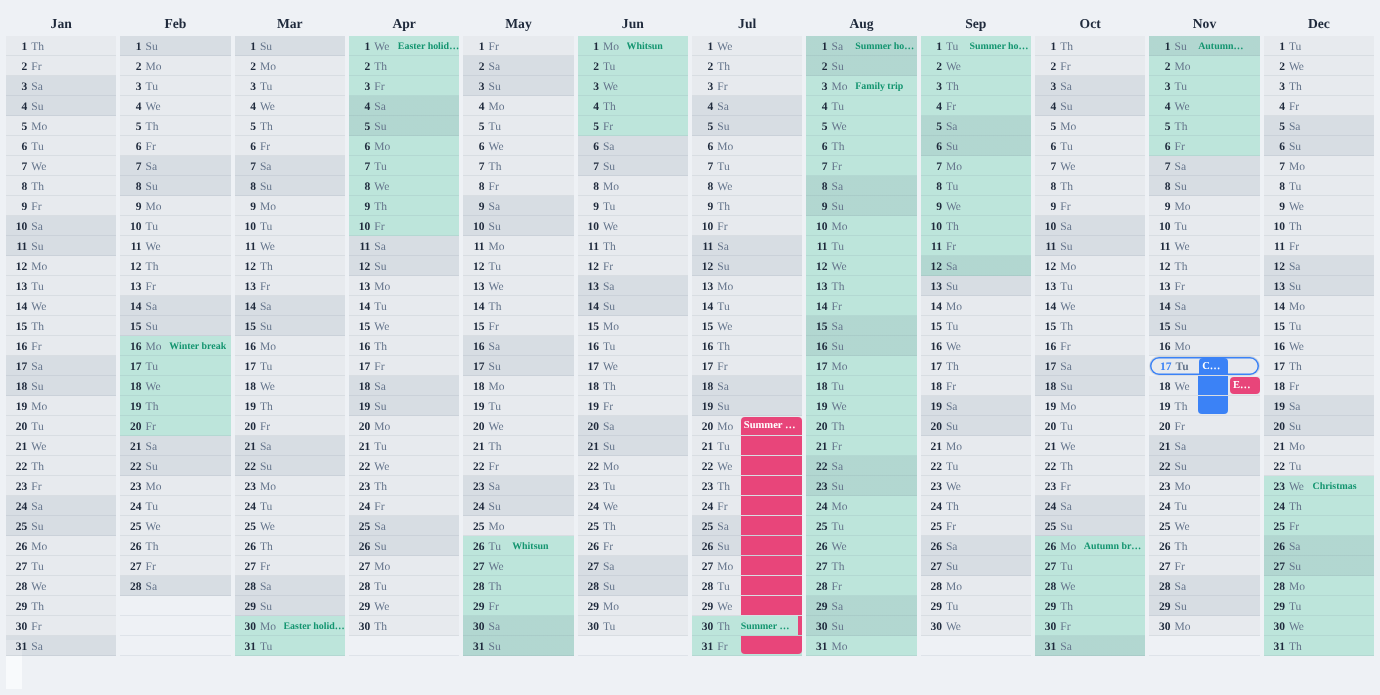 Jan
1 Th
2 Fr
3 Sa
4 Su
5 Mo
6 Tu
7 We
8 Th
9 Fr
10 Sa
11 Su
12 Mo
13 Tu
14 We
15 Th
16 Fr
17 Sa
18 Su
19 Mo
20 Tu
21 We
22 Th
23 Fr
24 Sa
25 Su
26 Mo
27 Tu
28 We
29 Th
30 Fr
31 Sa
Feb
1 Su
2 Mo
3 Tu
4 We
5 Th
6 Fr
7 Sa
8 Su
9 Mo
10 Tu
11 We
12 Th
13 Fr
14 Sa
15 Su
16 Mo Winter break
17 Tu
18 We
19 Th
20 Fr
21 Sa
22 Su
23 Mo
24 Tu
25 We
26 Th
27 Fr
28 Sa
Mar
1 Su
2 Mo
3 Tu
4 We
5 Th
6 Fr
7 Sa
8 Su
9 Mo
10 Tu
11 We
12 Th
13 Fr
14 Sa
15 Su
16 Mo
17 Tu
18 We
19 Th
20 Fr
21 Sa
22 Su
23 Mo
24 Tu
25 We
26 Th
27 Fr
28 Sa
29 Su
30 Mo Easter holid...
31 Tu
Apr
1 We Easter holid...
2 Th
3 Fr
4 Sa
5 Su
6 Mo
7 Tu
8 We
9 Th
10 Fr
11 Sa
12 Su
13 Mo
14 Tu
15 We
16 Th
17 Fr
18 Sa
19 Su
20 Mo
21 Tu
22 We
23 Th
24 Fr
25 Sa
26 Su
27 Mo
28 Tu
29 We
30 Th
May
1 Fr
2 Sa
3 Su
4 Mo
5 Tu
6 We
7 Th
8 Fr
9 Sa
10 Su
11 Mo
12 Tu
13 We
14 Th
15 Fr
16 Sa
17 Su
18 Mo
19 Tu
20 We
21 Th
22 Fr
23 Sa
24 Su
25 Mo
26 Tu Whitsun
27 We
28 Th
29 Fr
30 Sa
31 Su
Jun
1 Mo Whitsun
2 Tu
3 We
4 Th
5 Fr
6 Sa
7 Su
8 Mo
9 Tu
10 We
11 Th
12 Fr
13 Sa
14 Su
15 Mo
16 Tu
17 We
18 Th
19 Fr
20 Sa
21 Su
22 Mo
23 Tu
24 We
25 Th
26 Fr
27 Sa
28 Su
29 Mo
30 Tu
Jul
1 We
2 Th
3 Fr
4 Sa
5 Su
6 Mo
7 Tu
8 We
9 Th
10 Fr
11 Sa
12 Su
13 Mo
14 Tu
15 We
16 Th
17 Fr
18 Sa
19 Su
20 Mo Summer ...
21 Tu
22 We
23 Th
24 Fr
25 Sa
26 Su
27 Mo
28 Tu
29 We
30 Th Summer ...
31 Fr
Aug
1 Sa Summer ho...
2 Su
3 Mo Family trip
4 Tu
5 We
6 Th
7 Fr
8 Sa
9 Su
10 Mo
11 Tu
12 We
13 Th
14 Fr
15 Sa
16 Su
17 Mo
18 Tu
19 We
20 Th
21 Fr
22 Sa
23 Su
24 Mo
25 Tu
26 We
27 Th
28 Fr
29 Sa
30 Su
31 Mo
Sep
1 Tu Summer ho...
2 We
3 Th
4 Fr
5 Sa
6 Su
7 Mo
8 Tu
9 We
10 Th
11 Fr
12 Sa
13 Su
14 Mo
15 Tu
16 We
17 Th
18 Fr
19 Sa
20 Su
21 Mo
22 Tu
23 We
24 Th
25 Fr
26 Sa
27 Su
28 Mo
29 Tu
30 We
Oct
1 Th
2 Fr
3 Sa
4 Su
5 Mo
6 Tu
7 We
8 Th
9 Fr
10 Sa
11 Su
12 Mo
13 Tu
14 We
15 Th
16 Fr
17 Sa
18 Su
19 Mo
20 Tu
21 We
22 Th
23 Fr
24 Sa
25 Su
26 Mo Autumn br...
27 Tu
28 We
29 Th
30 Fr
31 Sa
Nov
1 Su Autumn...
2 Mo
3 Tu
4 We
5 Th
6 Fr
7 Sa
8 Su
9 Mo
10 Tu
11 We
12 Th
13 Fr
14 Sa
15 Su
16 Mo
17 Tu C...
18 We E...
19 Th
20 Fr
21 Sa
22 Su
23 Mo
24 Tu
25 We
26 Th
27 Fr
28 Sa
29 Su
30 Mo
Dec
1 Tu
2 We
3 Th
4 Fr
5 Sa
6 Su
7 Mo
8 Tu
9 We
10 Th
11 Fr
12 Sa
13 Su
14 Mo
15 Tu
16 We
17 Th
18 Fr
19 Sa
20 Su
21 Mo
22 Tu
23 We Christmas
24 Th
25 Fr
26 Sa
27 Su
28 Mo
29 Tu
30 We
31 Th